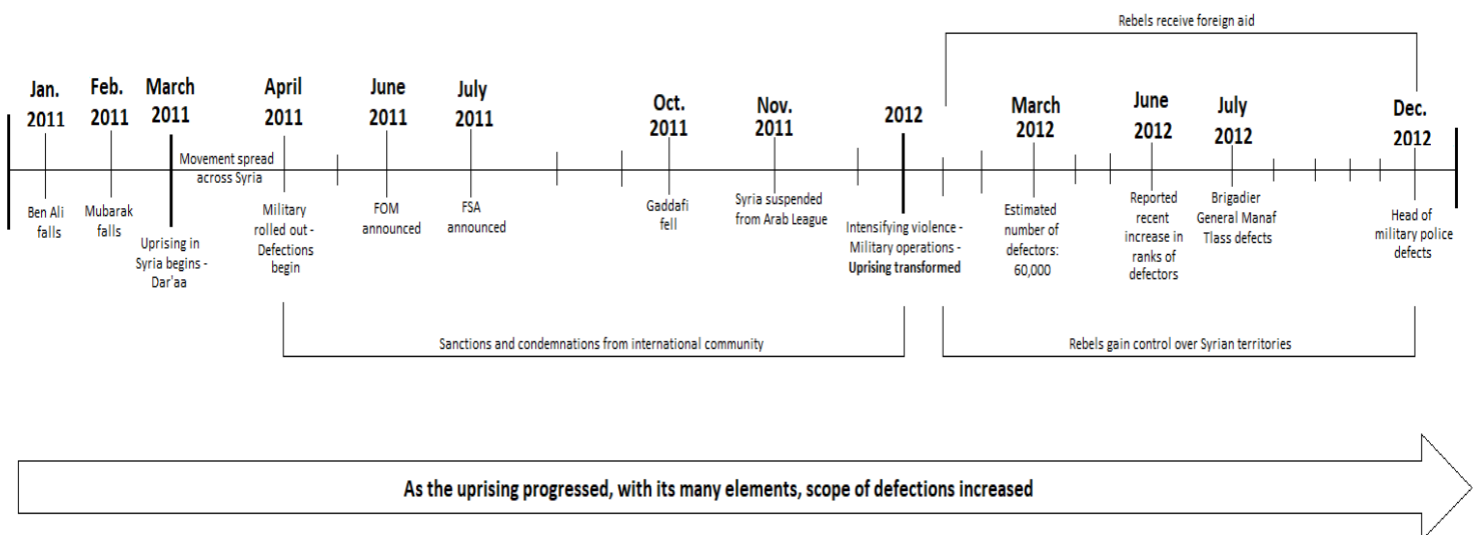 Rebels receive foreign aid
Jan.
2011
Feb.
2011
March
2011
April
2011
June
2011
July
2011
Oct.
2011
Nov.
2011
2012
March
2012
June
2012
July
2012
Dec.
2012
Movement spread
across Syria
Ben Ali
falls
Mubarak
falls
Uprising in
Syria begins -
Dar'aa
Military
rolled out -
Defections
begin
FOM
announced
FSA
announced
Gaddafi
fell
Syria suspended
from Arab League
Intensifying violence -
Military operations -
Uprising transformed
Estimated
number of
defectors:
60,000
Reported
recent
increase in
ranks of
defectors
Brigadier
General Manaf
Tlass defects
Head of
military police
defects
Sanctions and condemnations from international community
Rebels gain control over Syrian territories
As the uprising progressed, with its many elements, scope of defections increased